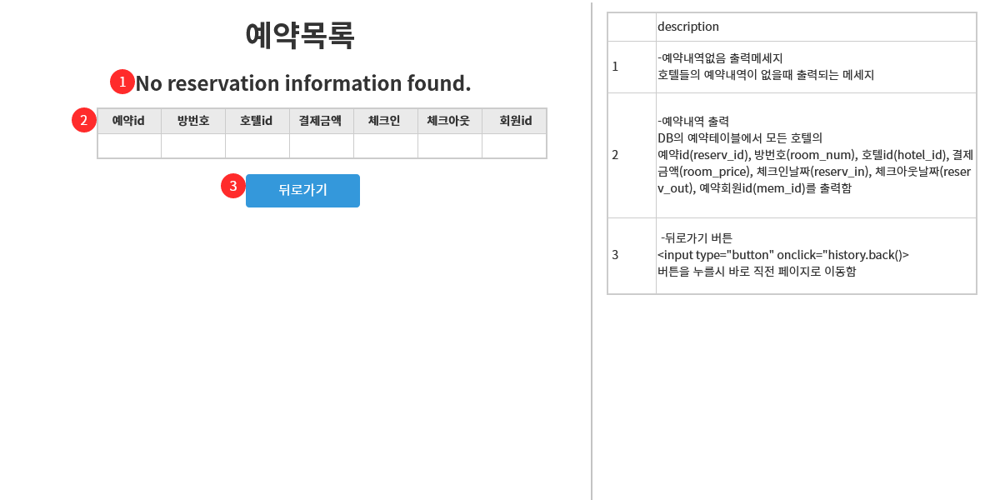 예약목록
1 No reservation information found.
2 예약id 방번호 호텔id 결제금액 체크인 체크아웃 회원id
3 뒤로가기
description
1
-예약내역없음 출력메세지
호텔들의 예약내역이 없을때 출력되는 메세지
2
-예약내역 출력
DB의 예약테이블에서 모든 호텔의
예약id(reserv_id), 방번호(room_num), 호텔id(hotel_id), 결제
금액(room_price), 체크인날짜(reserv_in), 체크아웃날짜(reser
v_out), 예약회원id(mem_id)를 출력함
3
-뒤로가기 버튼
<input type="button" onclick="history.back()>
버튼을 누를시 바로 직전 페이지로 이동함